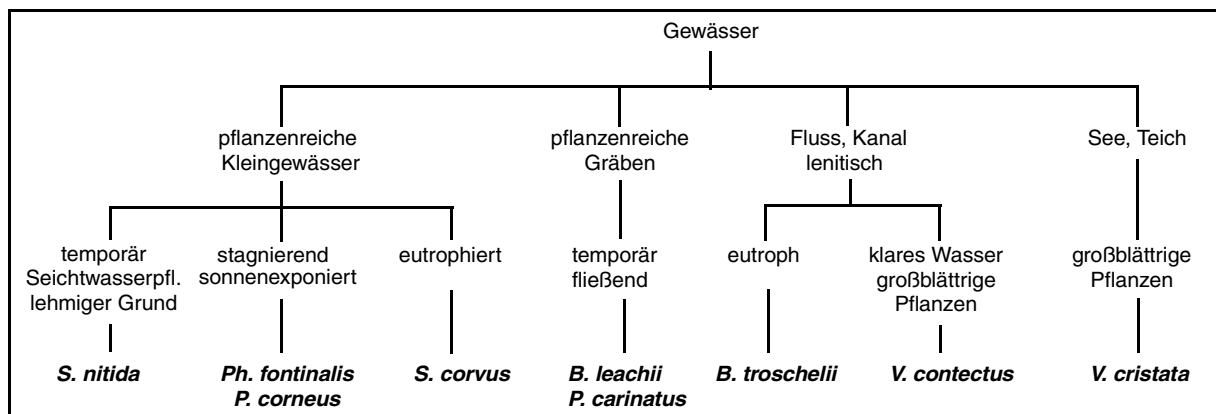 Gewässer
pflanzenreiche
Kleingewässer
pflanzenreiche
Gräben
Fluss, Kanal
lenitisch
See, Teich
temporär
Seichtwasserpfl.
lehmiger Grund
stagnierend
sonnenexponiert
eutrophiert
temporär
fließend
eutroph
klares Wasser
großblättrige
Pflanzen
großblättrige
Pflanzen
S. nitida
Ph. fontinalis
P. corneus
S. corvus
B. leachii
P. carinatus
B. troschelii
V. contectus
V. cristata